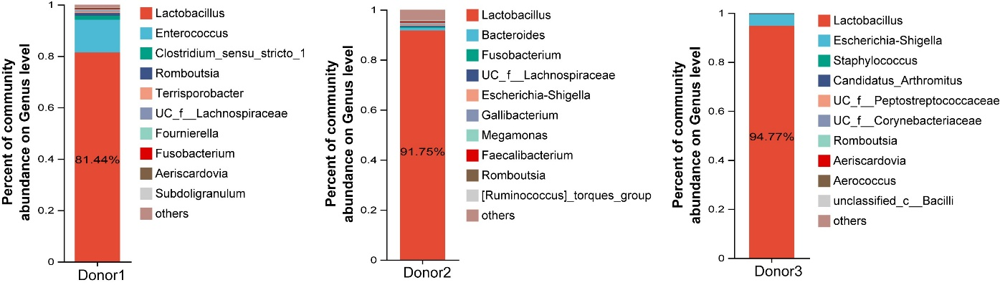 Percent of community
abundance on Genus level
1
0.8
0.6
0.4
0.2
0
81.44%
Donor1
Lactobacillus
Enterococcus
Clostridium_sensu_stricto_1
Romboutsia
Terrisporobacter
UC_f__Lachnospiraceae
Fournierella
Fusobacterium
Aeriscardovia
Subdoligranulum
others
Percent of community
abundance on Genus level
1
0.8
0.6
0.4
0.2
0
91.75%
Donor2
Lactobacillus
Bacteroides
Fusobacterium
UC_f__Lachnospiraceae
Escherichia-Shigella
Gallibacterium
Megamonas
Faecalibacterium
Romboutsia
[Ruminococcus]_torques_group
others
Percent of community
abundance on Genus level
1
0.8
0.6
0.4
0.2
0
94.77%
Donor3
Lactobacillus
Escherichia-Shigella
Staphylococcus
Candidatus_Arthromitus
UC_f__Peptostreptococcaceae
UC_f__Corynebacteriaceae
Romboutsia
Aeriscardovia
Aerococcus
unclassified_c__Bacilli
others